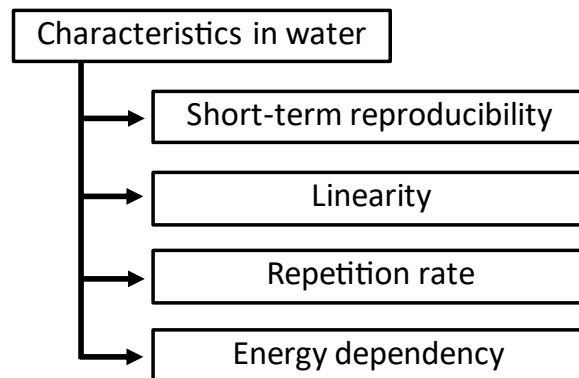 Characteristics in water
Short-term reproducibility
Linearity
Repetition rate
Energy dependency